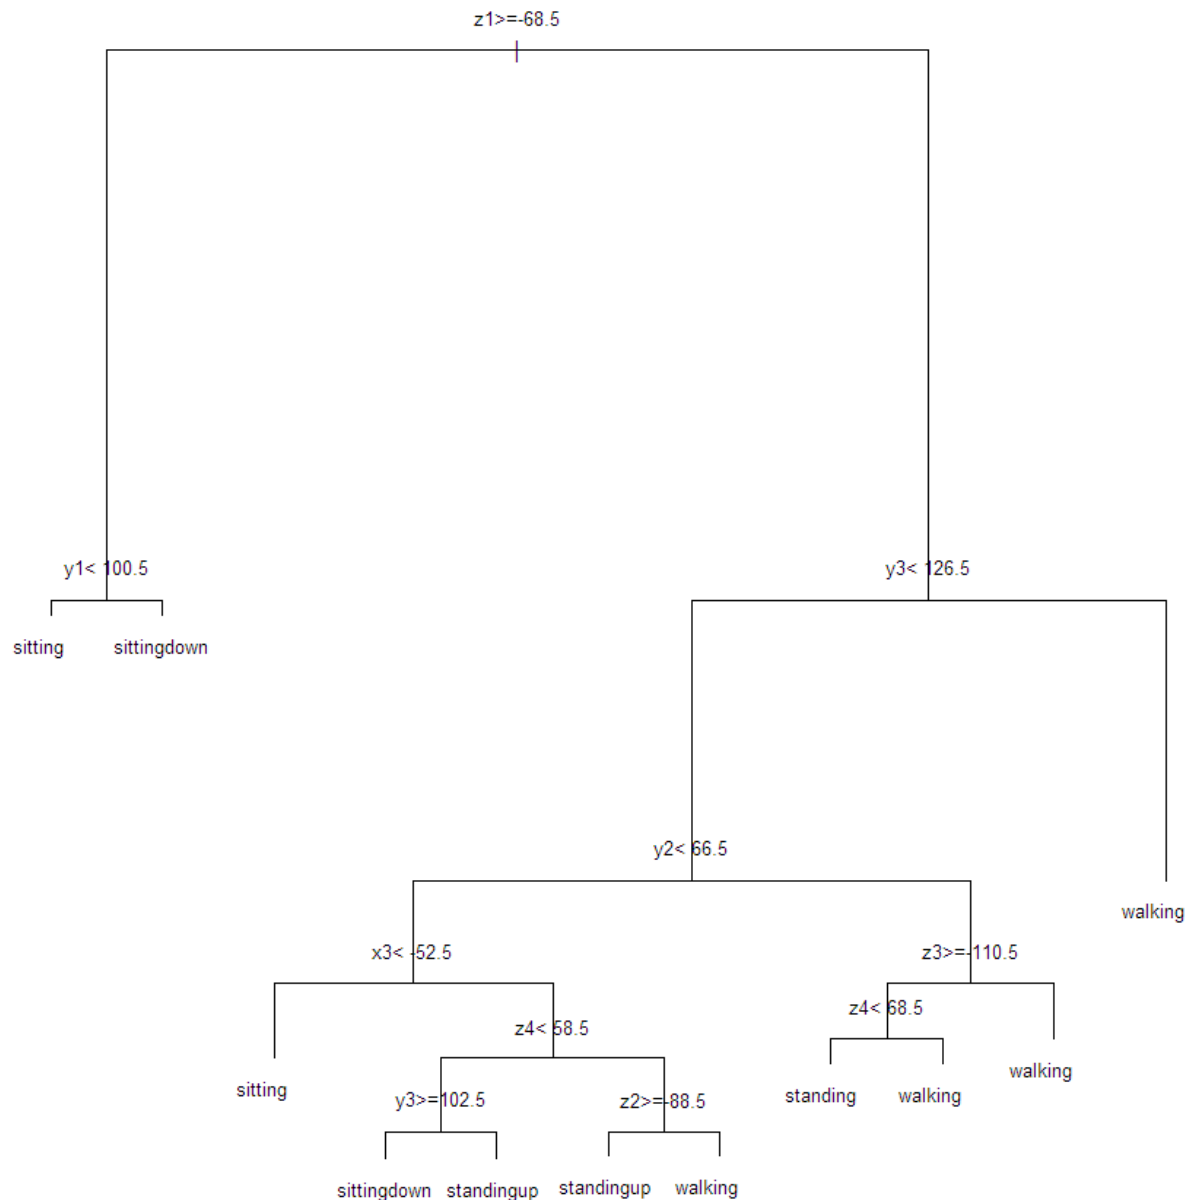 z1>=-68.5
y1< 100.5
y3< 126.5
sitting
sittingdown
y2< 66.5
walking
x3< -52.5
z3>=-110.5
z4< 68.5
z4< 58.5
walking
sitting
standing
walking
y3>=102.5
z2>=-88.5
sittingdown
standingup
standingup
walking